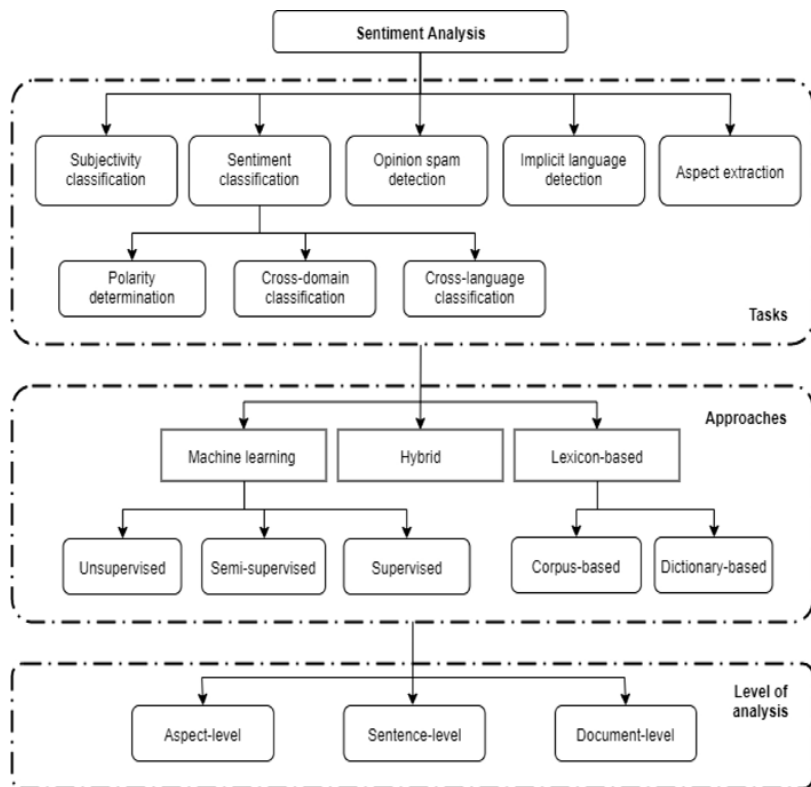 Sentiment Analysis
Subjectivity
classification
Sentiment
classification
Opinion spam
detection
Implicit language
detection
Aspect extraction
Polarity
determination
Cross-domain
classification
Cross-language
classification
Tasks
Approaches
Machine learning
Hybrid
Lexicon-based
Unsupervised
Semi-supervised
Supervised
Corpus-based
Dictionary-based
Level of
analysis
Aspect-level
Sentence-level
Document-level